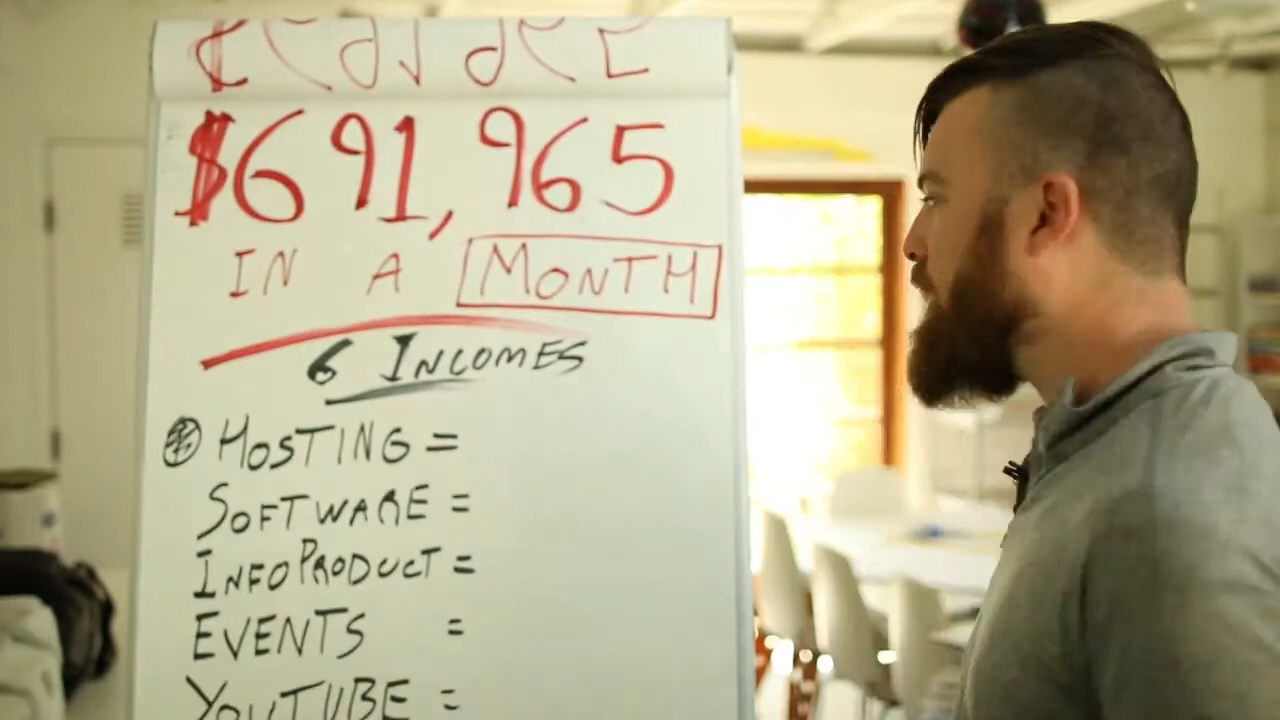 $691,965
IN A MONTH
6 INCOMES
HOSTING =
SOFTWARE =
INFOPRODUCT =
EVENTS =
YOUTUBE =